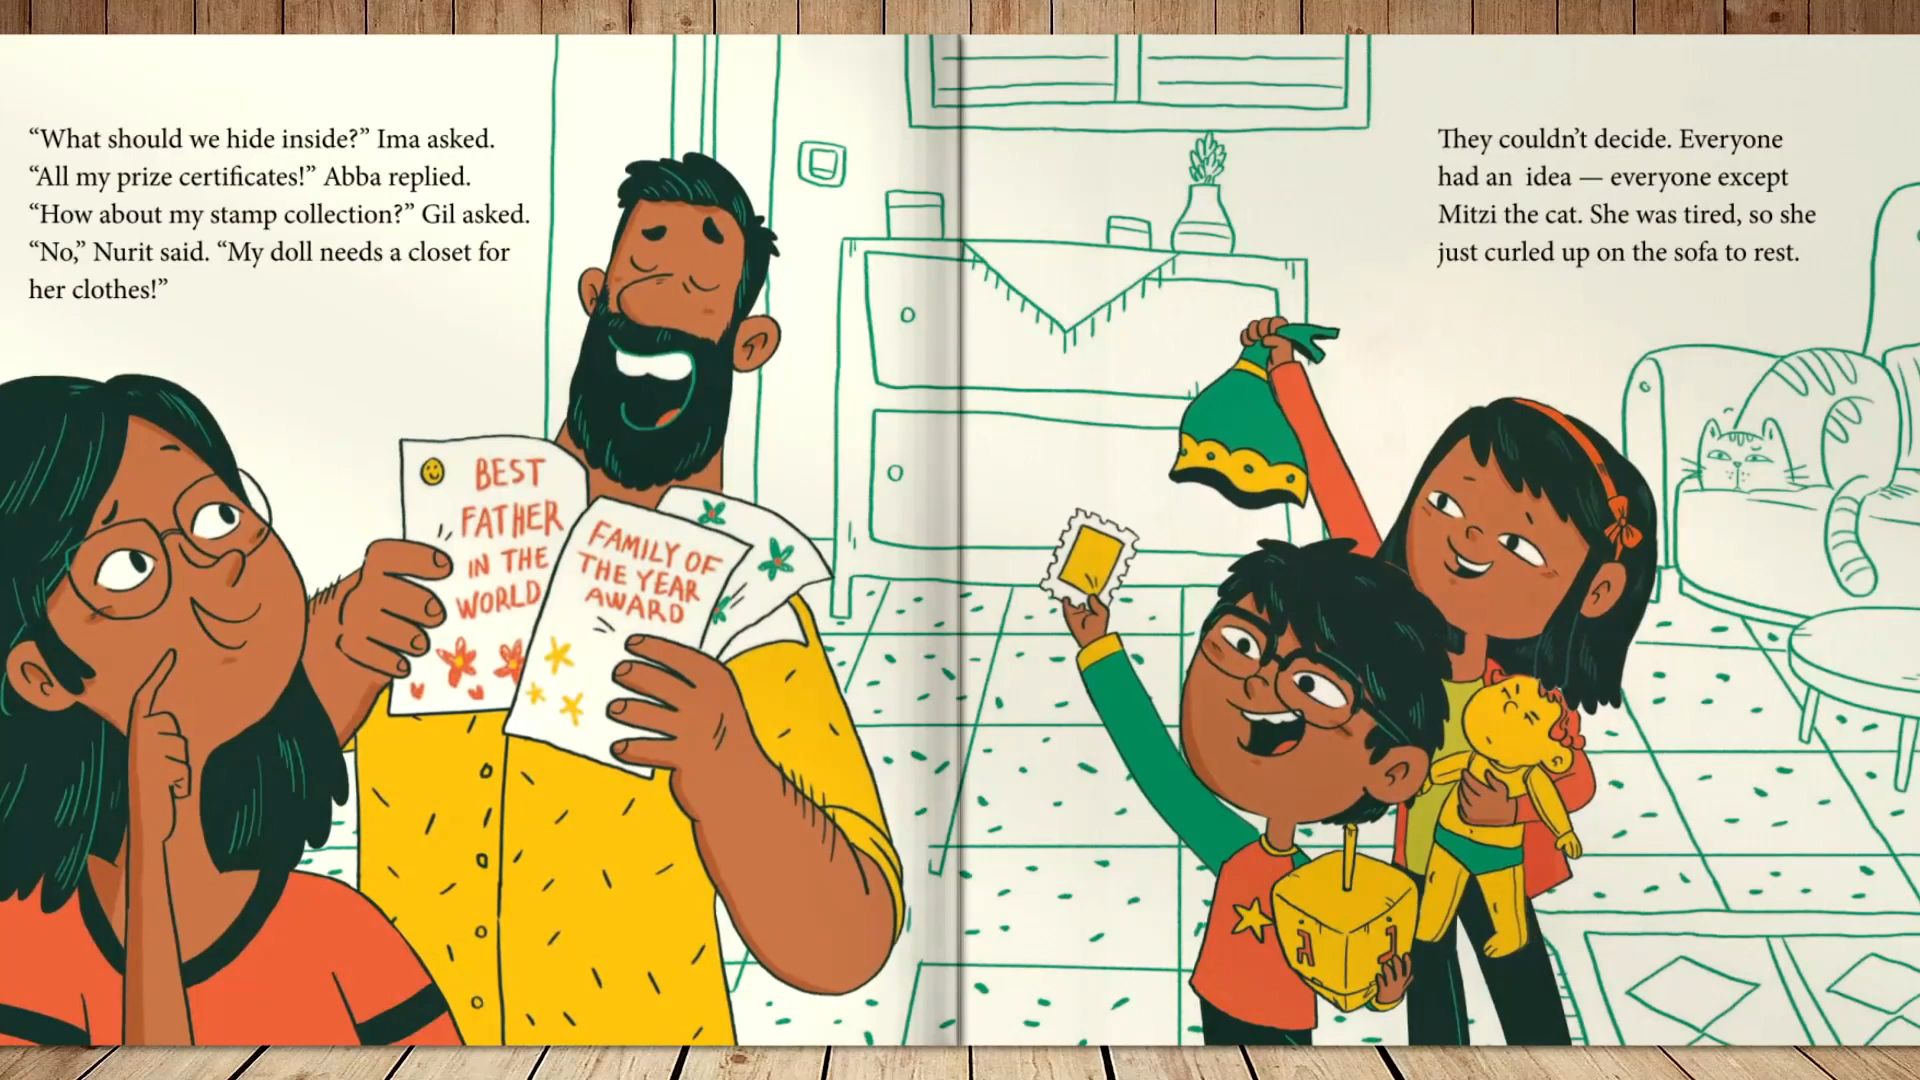 “What should we hide inside?” Ima asked.
“All my prize certificates!” Abba replied.
“How about my stamp collection?” Gil asked.
“No,” Nurit said. “My doll needs a closet for
her clothes!”
BEST
FATHER
IN THE
WORLD
FAMILY OF
THE YEAR
AWARD
They couldn’t decide. Everyone
had an idea — everyone except
Mitzi the cat. She was tired, so she
just curled up on the sofa to rest.